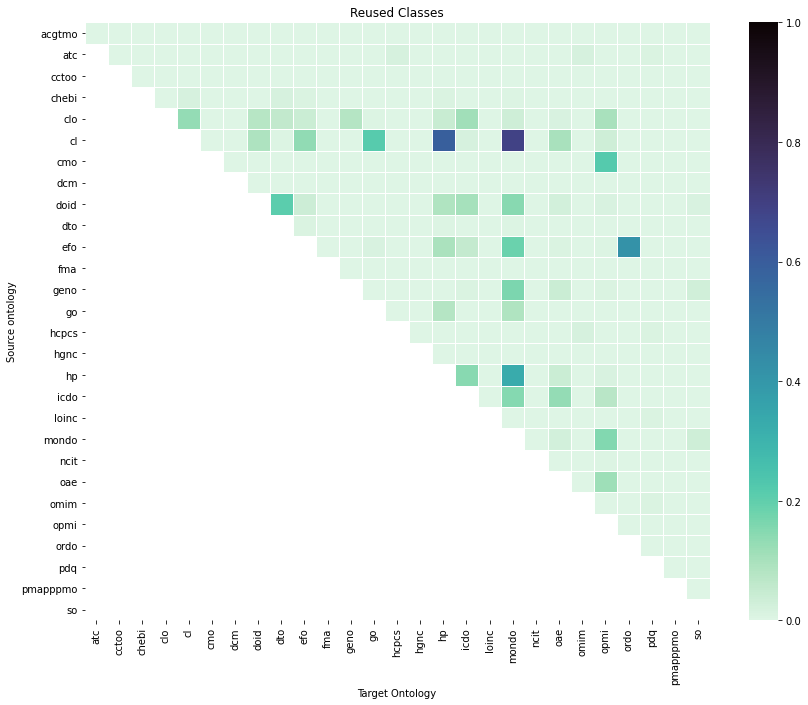 Reused Classes
Source ontology
acgtmo
atc
cctoo
chebi
clo
cl
cmo
dcm
doid
dto
efo
fma
geno
go
hcpcs
hgnc
hp
icdo
loinc
mondo
ncit
oae
omim
opmi
ordo
pdq
pmapppmo
so
atc
cctoo
chebi
clo
cl
cmo
dcm
doid
dto
efo
fma
geno
go
hcpcs
hgnc
hp
icdo
loinc
mondo
ncit
oae
omim
opmi
ordo
pdq
pmapppmo
so
Target Ontology
1.0
0.8
0.6
0.4
0.2
0.0